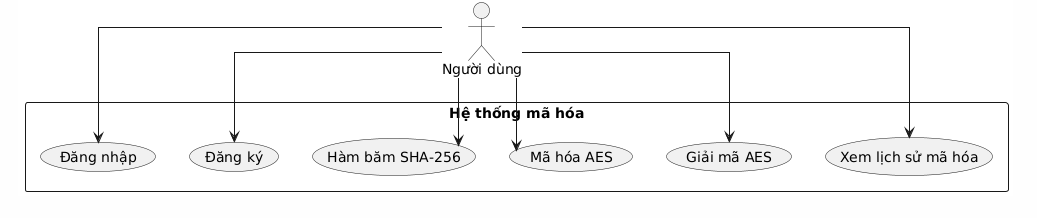 Người dùng
Hệ thống mã hóa
Đăng nhập
Đăng ký
Hàm băm SHA-256
Mã hóa AES
Giải mã AES
Xem lịch sử mã hóa